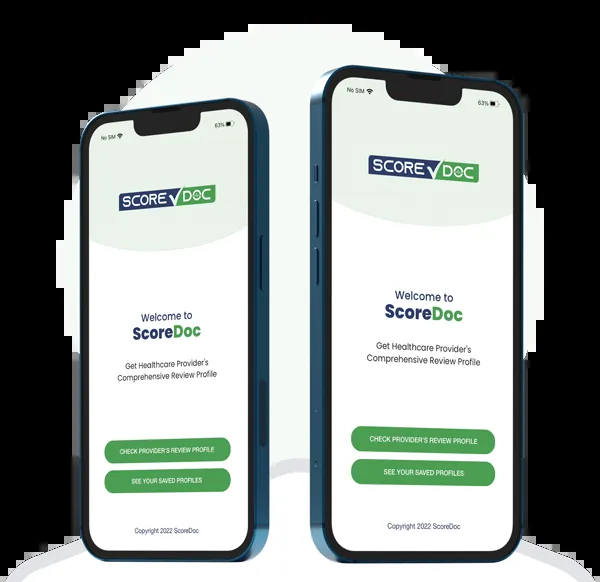 No SIM
63%
SCORE DOC
Welcome to
ScoreDoc
Get Healthcare Provider's
Comprehensive Review Profile
CHECK PROVIDER'S REVIEW PROFILE
SEE YOUR SAVED PROFILES
Copyright 2022 ScoreDoc
No SIM
63%
SCORE DOC
Welcome to
ScoreDoc
Get Healthcare Provider's
Comprehensive Review Profile
CHECK PROVIDER'S REVIEW PROFILE
SEE YOUR SAVED PROFILES
Copyright 2022 ScoreDoc